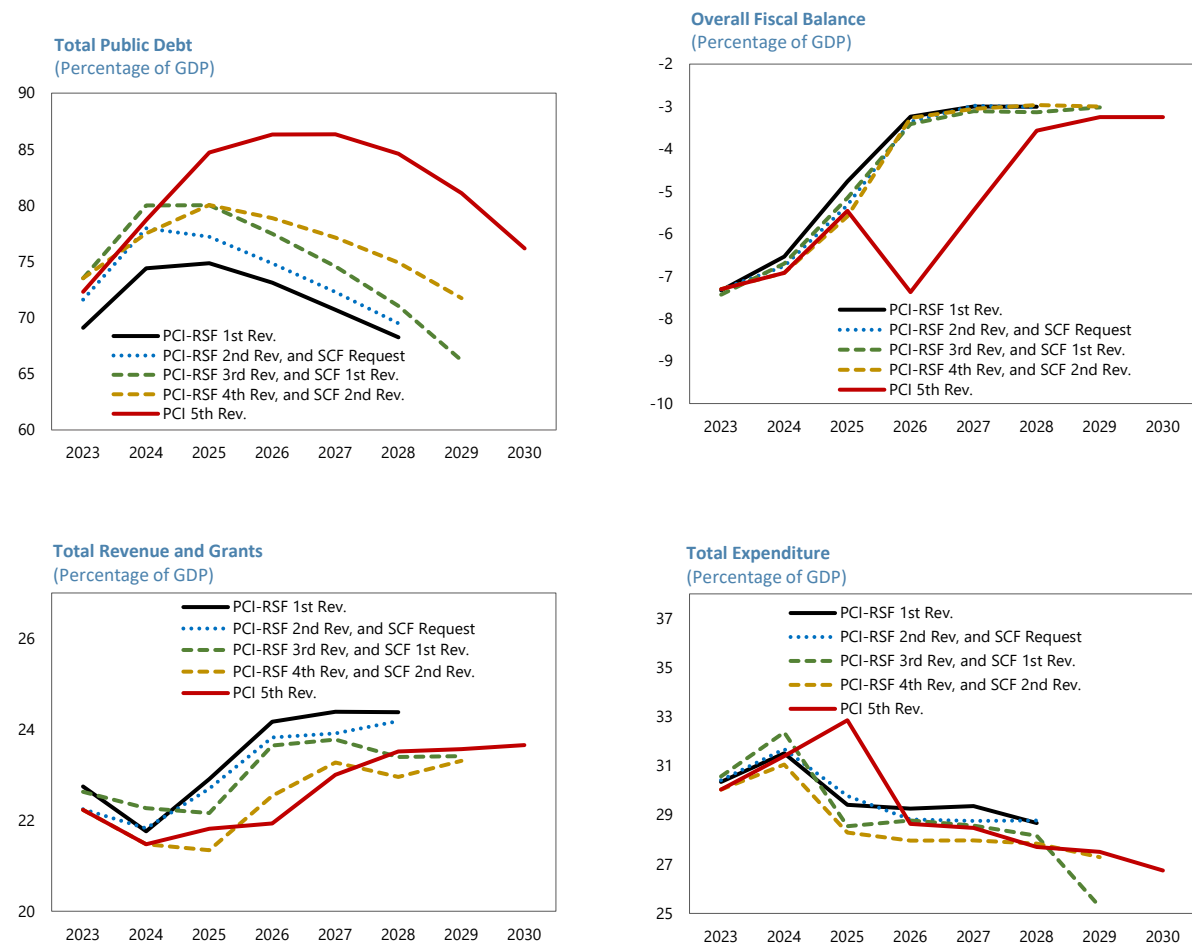 Total Public Debt
(Percentage of GDP)
90
85
80
75
70
65
60
PCI-RSF 1st Rev.
PCI-RSF 2nd Rev, and SCF Request
PCI-RSF 3rd Rev, and SCF 1st Rev.
PCI-RSF 4th Rev, and SCF 2nd Rev.
PCI 5th Rev.
2023 2024 2025 2026 2027 2028 2029 2030
Overall Fiscal Balance
(Percentage of GDP)
-2
-3
-4
-5
-6
-7
-8
-9
-10
PCI-RSF 1st Rev.
PCI-RSF 2nd Rev, and SCF Request
PCI-RSF 3rd Rev, and SCF 1st Rev.
PCI-RSF 4th Rev, and SCF 2nd Rev.
PCI 5th Rev.
2023 2024 2025 2026 2027 2028 2029 2030
Total Revenue and Grants
(Percentage of GDP)
26
24
22
20
PCI-RSF 1st Rev.
PCI-RSF 2nd Rev, and SCF Request
PCI-RSF 3rd Rev, and SCF 1st Rev.
PCI-RSF 4th Rev, and SCF 2nd Rev.
PCI 5th Rev.
2023 2024 2025 2026 2027 2028 2029 2030
Total Expenditure
(Percentage of GDP)
37
35
33
31
29
27
25
PCI-RSF 1st Rev.
PCI-RSF 2nd Rev, and SCF Request
PCI-RSF 3rd Rev, and SCF 1st Rev.
PCI-RSF 4th Rev, and SCF 2nd Rev.
PCI 5th Rev.
2023 2024 2025 2026 2027 2028 2029 2030